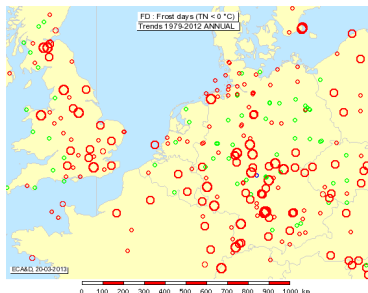 FD : Frost days (TN < 0 °C)
Trends 1979-2012 ANNUAL
ECA&D, 20-03-2013)
0 100 200 300 400 500 600 700 800 900 1000 km